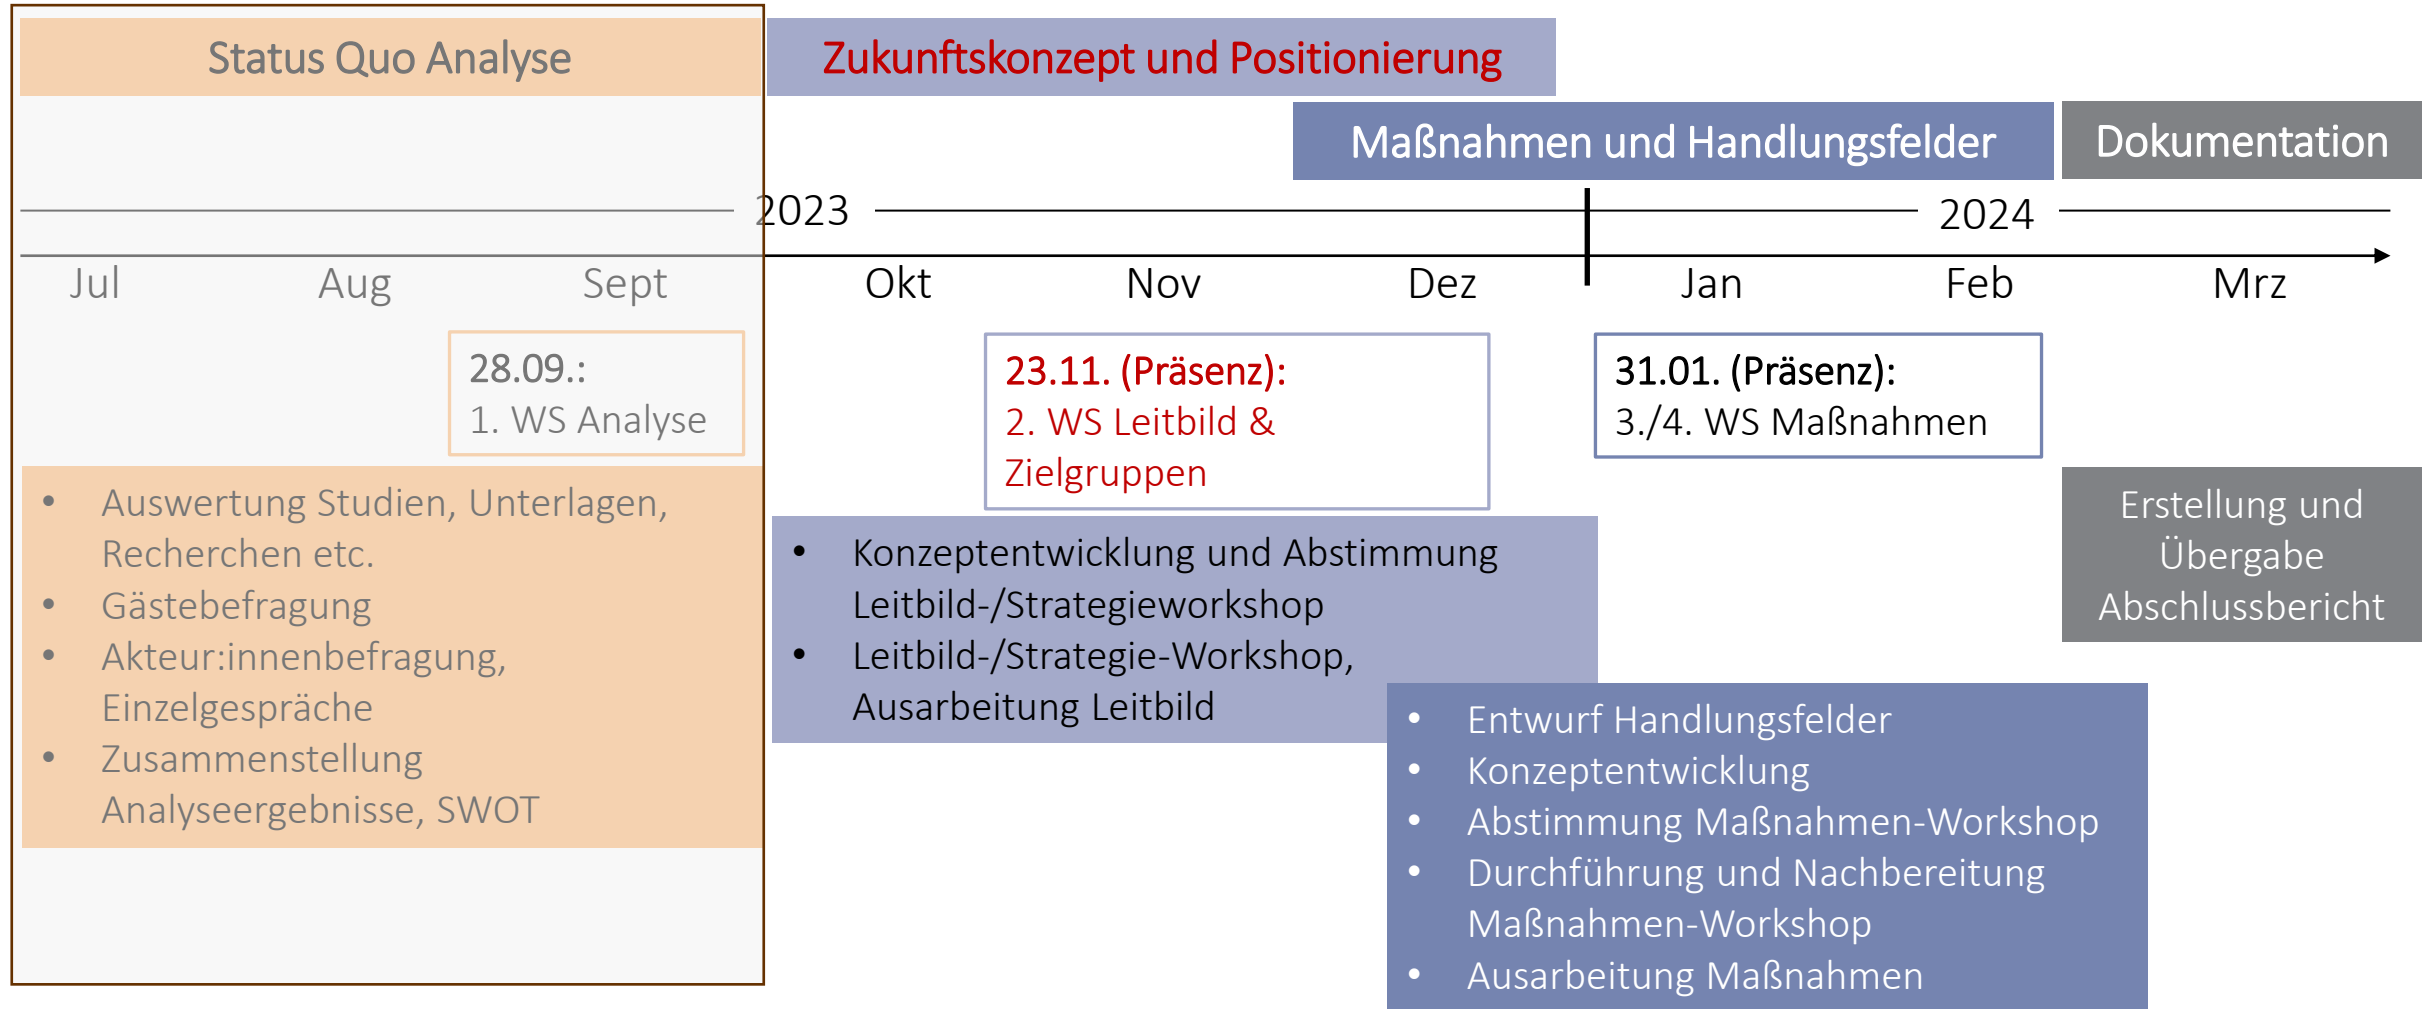 Status Quo Analyse
Zukunftskonzept und Positionierung
Maßnahmen und Handlungsfelder
Dokumentation
2023
2024
Jul
Aug
Sept
Okt
Nov
Dez
Jan
Feb
Mrz
28.09.:
1. WS Analyse
23.11. (Präsenz):
2. WS Leitbild &
Zielgruppen
31.01. (Präsenz):
3./4. WS Maßnahmen
• Auswertung Studien, Unterlagen,
Recherchen etc.
• Gästebefragung
• Akteur:innenbefragung,
Einzelgespräche
• Zusammenstellung
Analyseergebnisse, SWOT
• Konzeptentwicklung und Abstimmung
Leitbild-/Strategieworkshop
• Leitbild-/Strategie-Workshop,
Ausarbeitung Leitbild
• Entwurf Handlungsfelder
• Konzeptentwicklung
• Abstimmung Maßnahmen-Workshop
• Durchführung und Nachbereitung
Maßnahmen-Workshop
• Ausarbeitung Maßnahmen
Erstellung und
Übergabe
Abschlussbericht